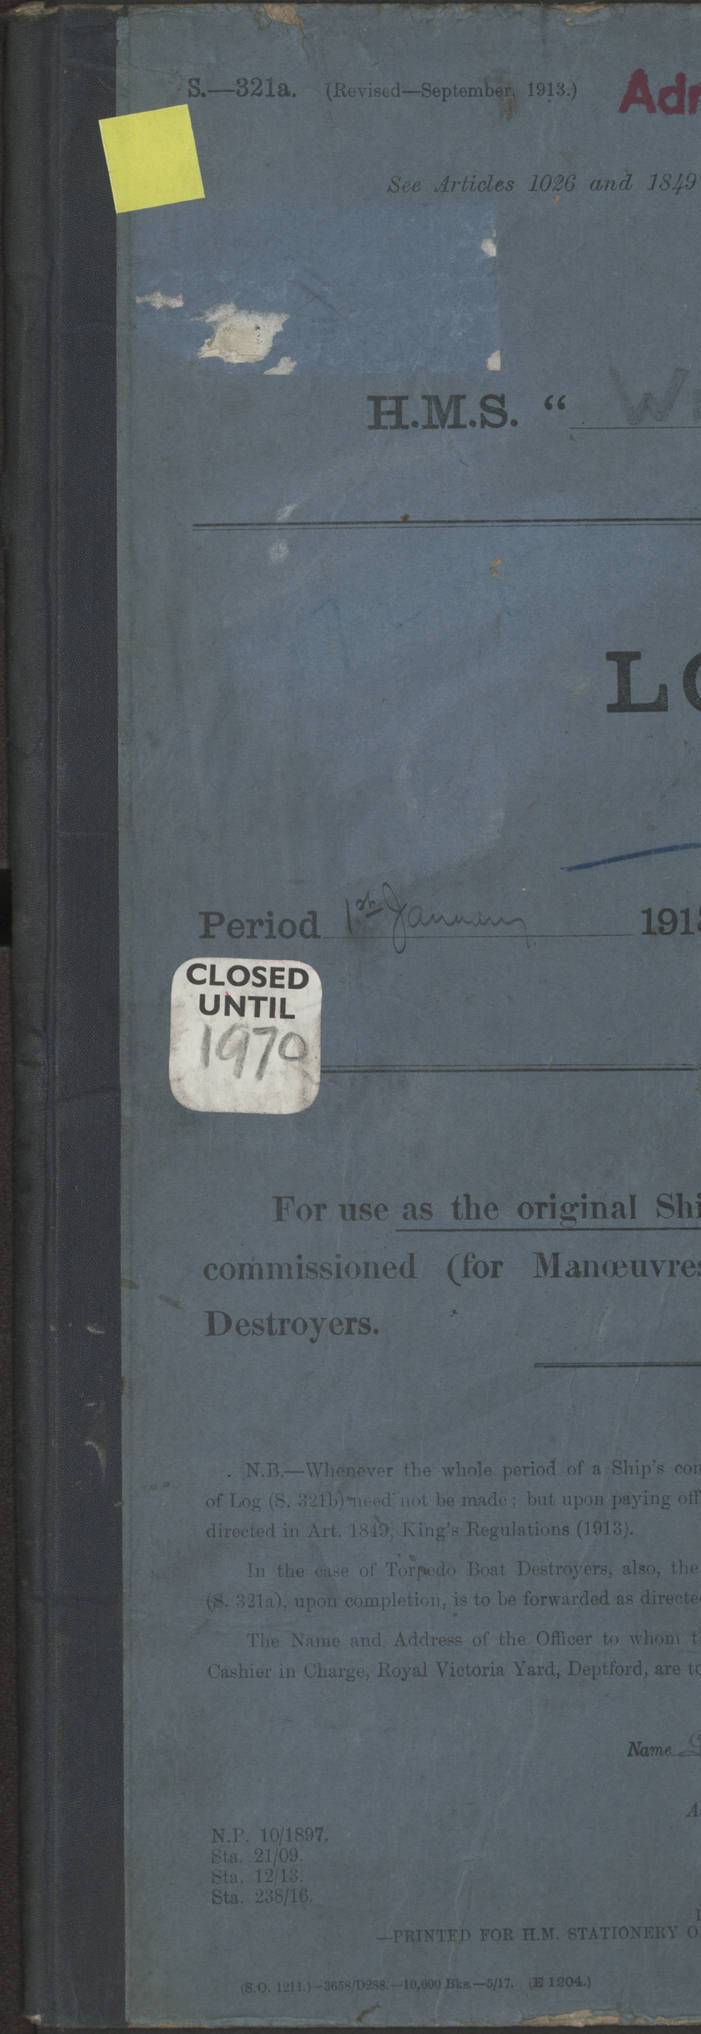 S.—321a. (Revised—September, 1913.)
Adr
See Articles 1026 and 1849
H.M.S. "
LO
Period 1st January 191
CLOSED
UNTIL
1970
For use as the original Shi
commissioned (for Manœuvres
Destroyers.
N.B.—Whenever the whole period of a Ship's com
of Log (S. 321b) need not be made; but upon paying off
directed in Art. 1849, King's Regulations (1913).
In the case of Torpedo Boat Destroyers, also, the
(S. 321a), upon completion, is to be forwarded as directe
The Name and Address of the Officer to whom t
Cashier in Charge, Royal Victoria Yard, Deptford, are to
Name
N.P. 10/1897.
Sta. 21/09.
Sta. 12/13.
Sta. 238/16.
—PRINTED FOR H.M. STATIONERY O
(S.O. 1211.)—3658/D288.—10,000 Bks.—5/17. (E 1204.)